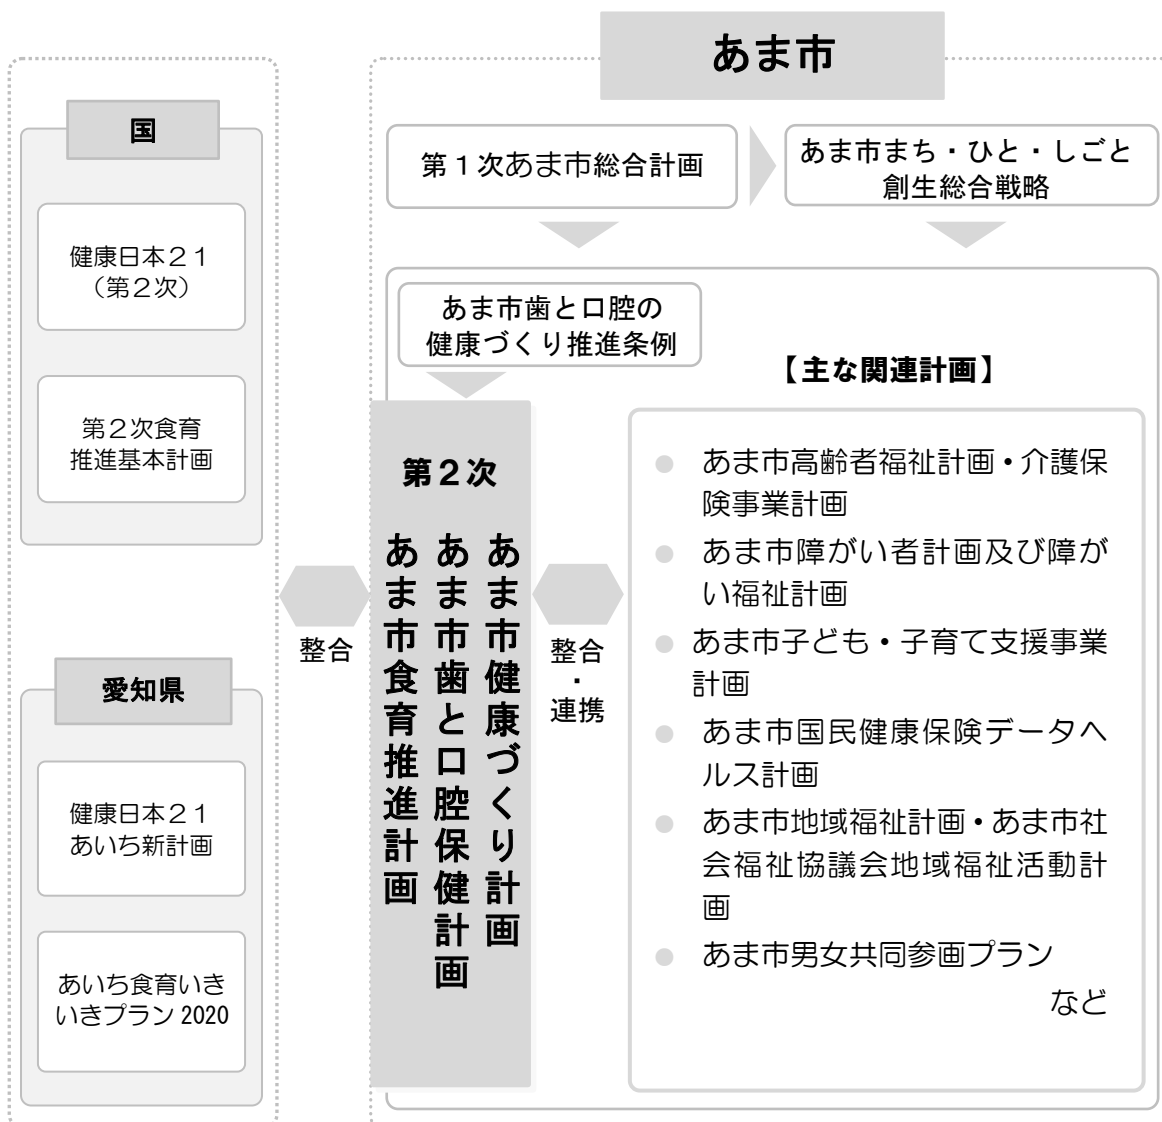 あま市
国
健康日本２１
（第２次）
第２次食育
推進基本計画
愛知県
健康日本２１
あいち新計画
あいち食育いき
いきプラン 2020
整合
第１次あま市総合計画
あま市まち・ひと・しごと
創生総合戦略
あま市歯と口腔の
健康づくり推進条例
第２次
あま市健康づくり計画
あま市歯と口腔保健計画
あま市食育推進計画
整合
・
連携
【主な関連計画】
● あま市高齢者福祉計画・介護保
険事業計画
● あま市障がい者計画及び障が
い福祉計画
● あま市子ども・子育て支援事業
計画
● あま市国民健康保険データヘ
ルス計画
● あま市地域福祉計画・あま市社
会福祉協議会地域福祉活動計
画
● あま市男女共同参画プラン
など